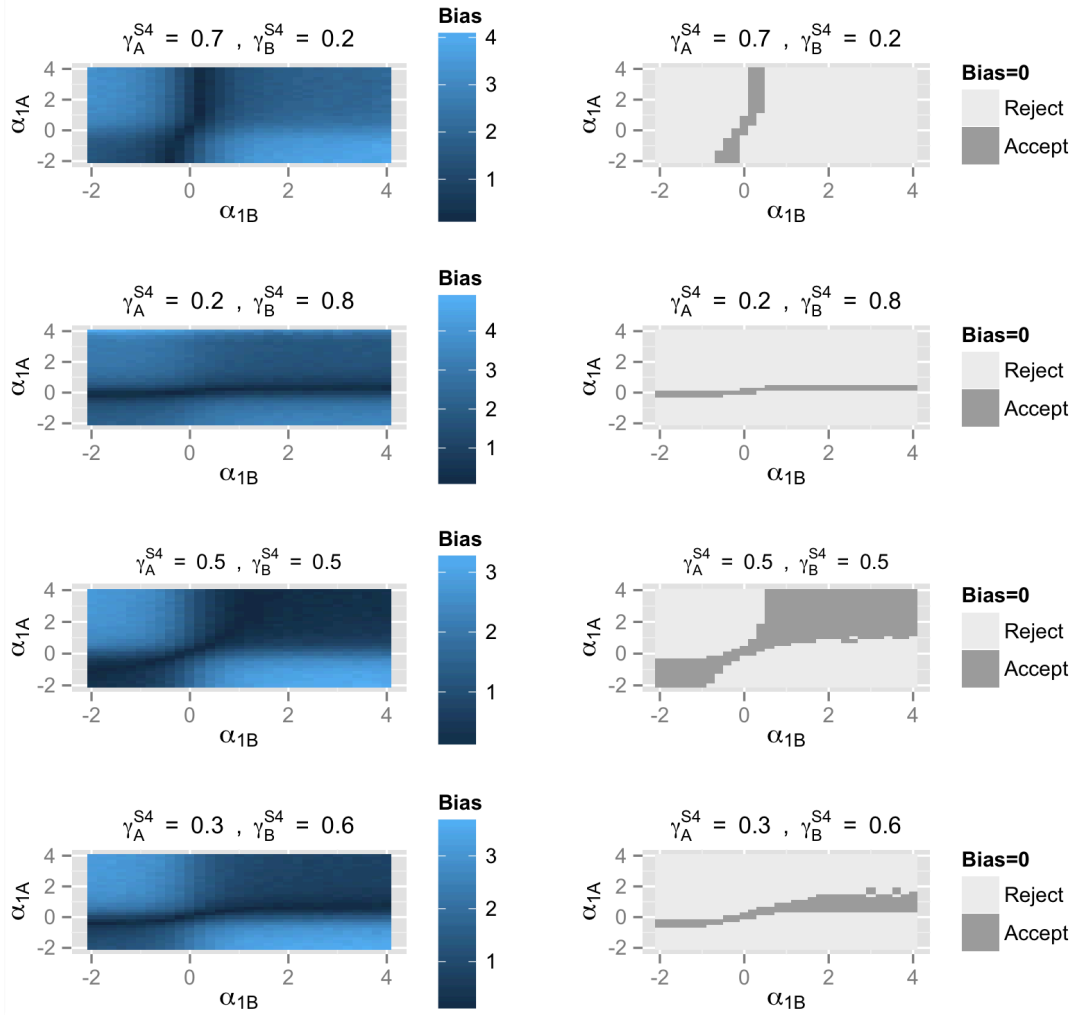 γ_A^S4 = 0.7 , γ_B^S4 = 0.2
α1A
4
2
0
-2
-2 0 2 4
α1B
Bias
4
3
2
1
γ_A^S4 = 0.7 , γ_B^S4 = 0.2
α1A
4
2
0
-2
-2 0 2 4
α1B
Bias=0
Reject
Accept
γ_A^S4 = 0.2 , γ_B^S4 = 0.8
α1A
4
2
0
-2
-2 0 2 4
α1B
Bias
4
3
2
1
γ_A^S4 = 0.2 , γ_B^S4 = 0.8
α1A
4
2
0
-2
-2 0 2 4
α1B
Bias=0
Reject
Accept
γ_A^S4 = 0.5 , γ_B^S4 = 0.5
α1A
4
2
0
-2
-2 0 2 4
α1B
Bias
3
2
1
γ_A^S4 = 0.5 , γ_B^S4 = 0.5
α1A
4
2
0
-2
-2 0 2 4
α1B
Bias=0
Reject
Accept
γ_A^S4 = 0.3 , γ_B^S4 = 0.6
α1A
4
2
0
-2
-2 0 2 4
α1B
Bias
3
2
1
γ_A^S4 = 0.3 , γ_B^S4 = 0.6
α1A
4
2
0
-2
-2 0 2 4
α1B
Bias=0
Reject
Accept